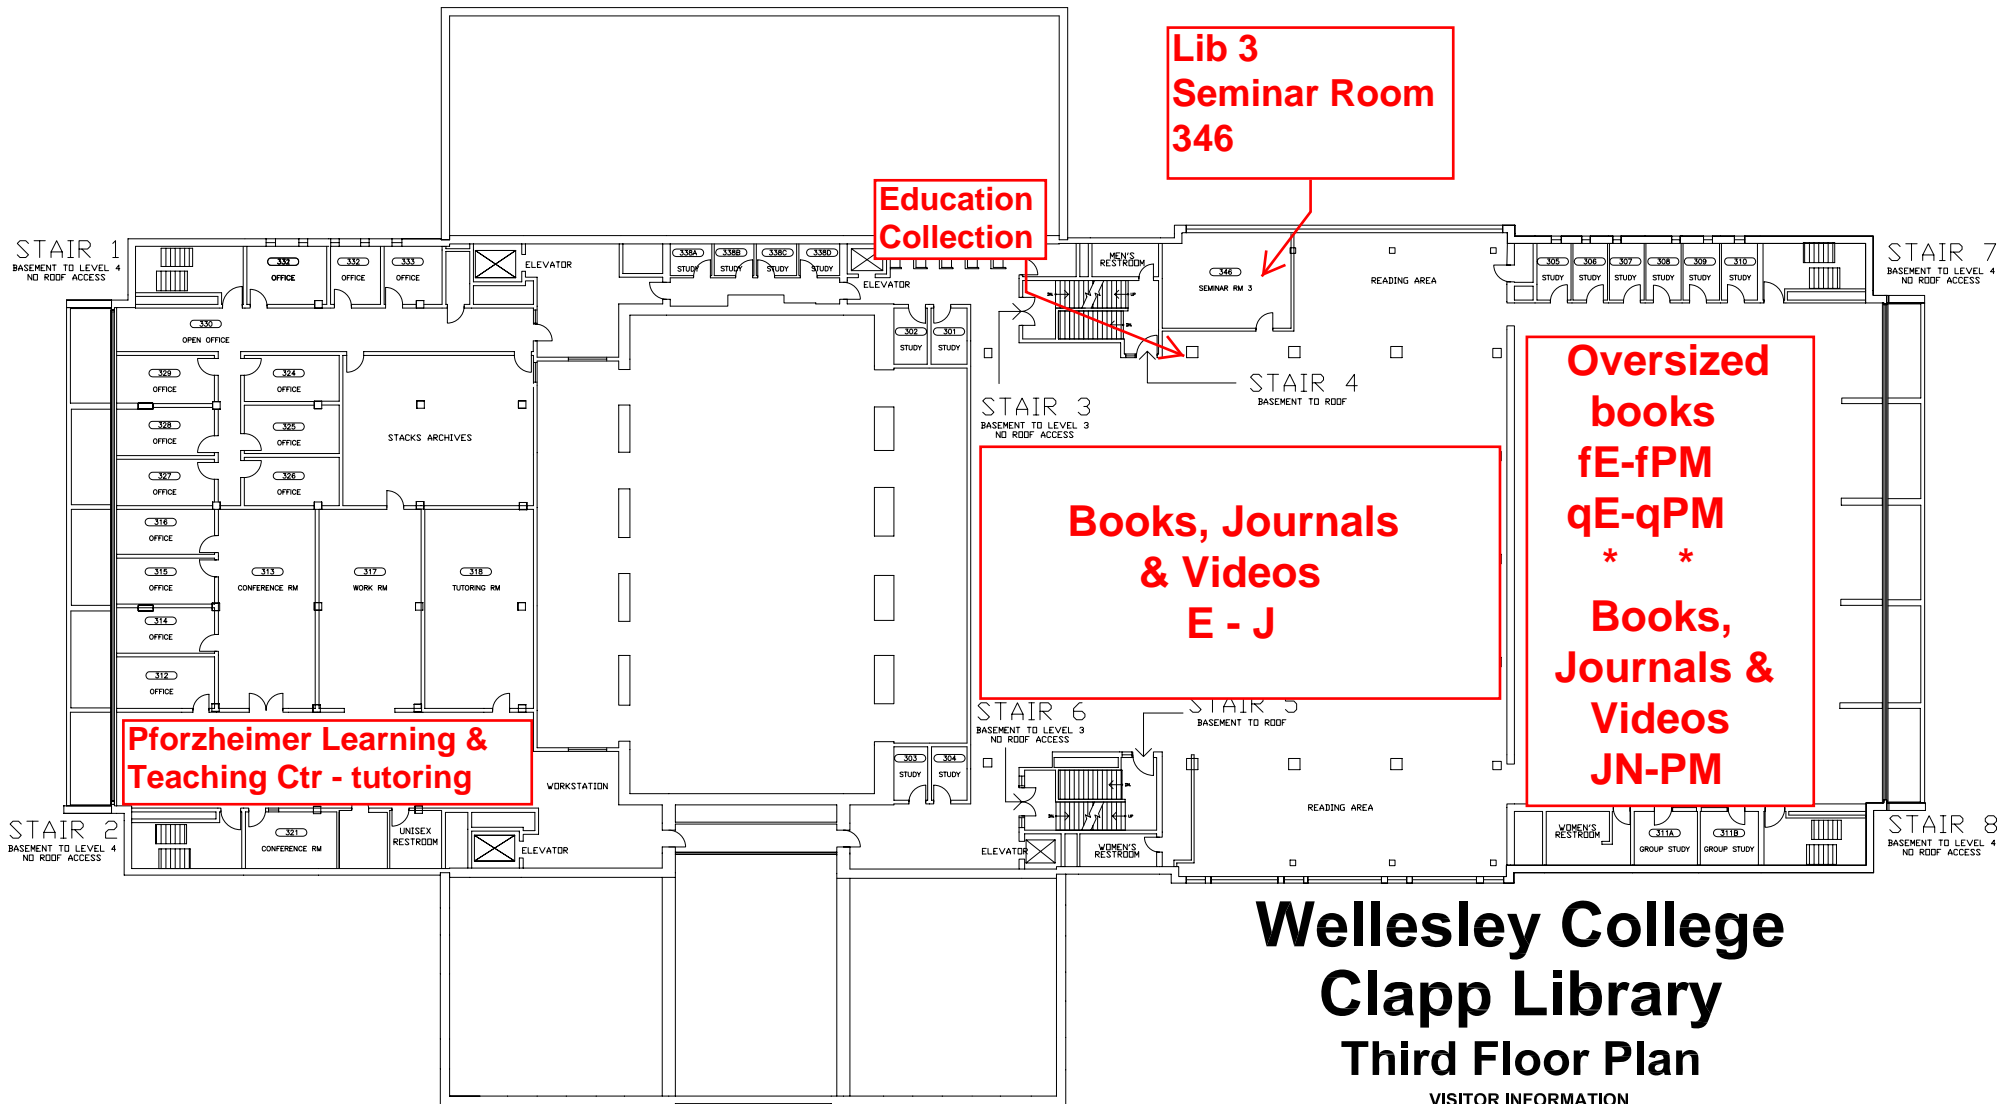 Lib 3
Seminar Room
346
Education
Collection
STAIR 1
BASEMENT TO LEVEL 4
NO ROOF ACCESS
332
OFFICE
332
OFFICE
333
OFFICE
ELEVATOR
338A
STUDY
338B
STUDY
338C
STUDY
338D
STUDY
ELEVATOR
MEN'S
RESTROOM
346
SEMINAR RM 3
READING AREA
305
STUDY
306
STUDY
307
STUDY
308
STUDY
309
STUDY
310
STUDY
STAIR 7
BASEMENT TO LEVEL 4
NO ROOF ACCESS
330
OPEN OFFICE
302
STUDY
301
STUDY
UP
DN.
DN.
329
OFFICE
324
OFFICE
328
OFFICE
325
OFFICE
327
OFFICE
326
OFFICE
STACKS ARCHIVES
STAIR 3
BASEMENT TO LEVEL 3
NO ROOF ACCESS
STAIR 4
BASEMENT TO ROOF
Oversized
books
fE-fPM
qE-qPM
* *
Books,
Journals &
Videos
JN-PM
Books, Journals
& Videos
E - J
316
OFFICE
315
OFFICE
314
OFFICE
312
OFFICE
313
CONFERENCE RM
317
WORK RM
318
TUTORING RM
STAIR 6
BASEMENT TO LEVEL 3
NO ROOF ACCESS
STAIR 5
BASEMENT TO ROOF
Pforzheimer Learning &
Teaching Ctr - tutoring
WORKSTATION
303
STUDY
304
STUDY
READING AREA
STAIR 2
BASEMENT TO LEVEL 4
NO ROOF ACCESS
321
CONFERENCE RM
UNISEX
RESTROOM
ELEVATOR
ELEVATOR
WOMEN'S
RESTROOM
WOMEN'S
RESTROOM
311A
GROUP STUDY
311B
GROUP STUDY
STAIR 8
BASEMENT TO LEVEL 4
NO ROOF ACCESS
Wellesley College
Clapp Library
Third Floor Plan
VISITOR INFORMATION